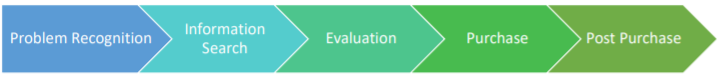 Problem Recognition
Information
Search
Evaluation
Purchase
Post Purchase